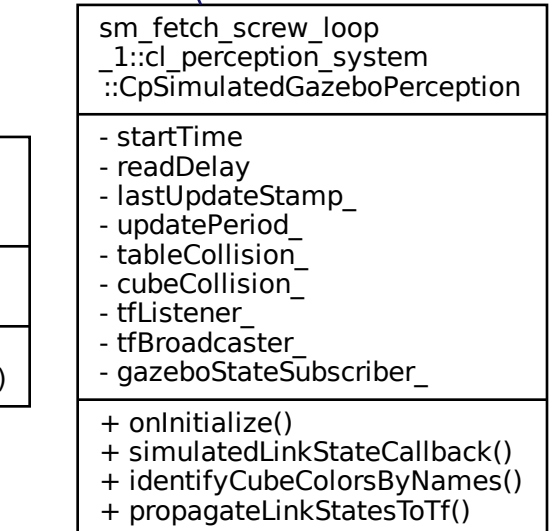 sm_fetch_screw_loop
_1::cl_perception_system
::CpSimulatedGazeboPerception
- startTime
- readDelay
- lastUpdateStamp_
- updatePeriod_
- tableCollision_
- cubeCollision_
- tfListener_
- tfBroadcaster_
- gazeboStateSubscriber_
)
+ onInitialize()
+ simulatedLinkStateCallback()
+ identifyCubeColorsByNames()
+ propagateLinkStatesToTf()